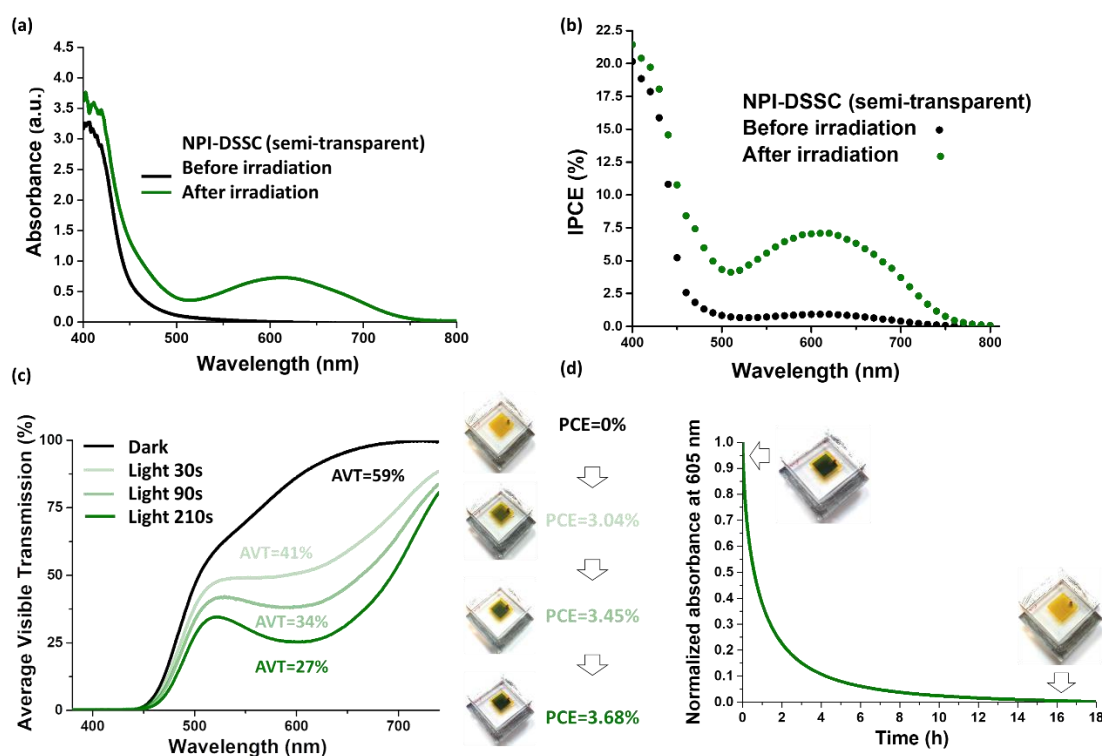 (a)
4.5
4.0
3.5
3.0
2.5
2.0
1.5
1.0
0.5
0.0
Absorbance (a.u.)
NPI-DSSC (semi-transparent)
Before irradiation
After irradiation
400 500 600 700 800
Wavelength (nm)
(b)
22.5
20.0
17.5
15.0
12.5
10.0
7.5
5.0
2.5
0.0
IPCE (%)
NPI-DSSC (semi-transparent)
Before irradiation
After irradiation
400 500 600 700 800
Wavelength (nm)
(c)
100
75
50
25
0
Average Visible Transmission (%)
Dark
Light 30s
Light 90s
Light 210s
AVT=59%
AVT=41%
AVT=34%
AVT=27%
400 500 600 700
Wavelength (nm)
PCE=0%
PCE=3.04%
PCE=3.45%
PCE=3.68%
(d)
1.0
0.9
0.8
0.7
0.6
0.5
0.4
0.3
0.2
0.1
0.0
Normalized absorbance at 605 nm
0 2 4 6 8 10 12 14 16 18
Time (h)